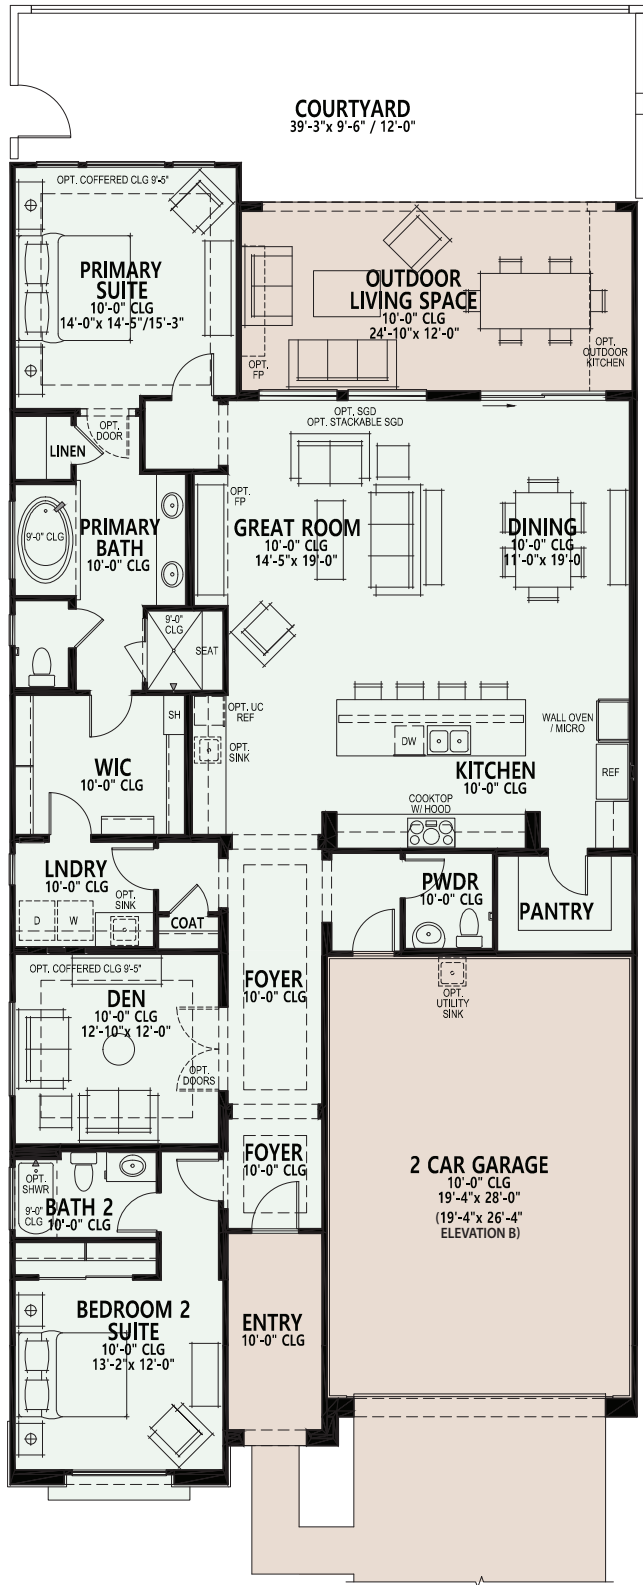 COURTYARD
39'-3"x 9'-6" / 12'-0"
OPT. COFFERED CLG 9'-5"
PRIMARY
SUITE
10'-0" CLG
14'-0"x 14'-5"/15'-3"
OUTDOOR
LIVING SPACE
10'-0" CLG
24'-10"x 12'-0"
OPT.
OUTDOOR
KITCHEN
OPT.
FP
OPT. SGD
OPT. STACKABLE SGD
OPT.
DOOR
LINEN
9'-0" CLG
PRIMARY
BATH
10'-0" CLG
OPT.
FP
GREAT ROOM
10'-0" CLG
14'-5"x 19'-0"
DINING
10'-0" CLG
11'-0"x 19'-0
9'-0"
CLG
SEAT
SH
OPT. UC
REF
OPT.
SINK
WIC
10'-0" CLG
DW
WALL OVEN
/ MICRO
REF
KITCHEN
10'-0" CLG
COOKTOP
W/ HOOD
LNDRY
10'-0" CLG
OPT.
SINK
D
W
COAT
PWDR
10'-0" CLG
PANTRY
OPT. COFFERED CLG 9'-5"
DEN
10'-0" CLG
12'-10"x 12'-0"
OPT.
DOORS
FOYER
10'-0" CLG
OPT.
UTILITY
SINK
FOYER
10'-0" CLG
2 CAR GARAGE
10'-0" CLG
19'-4"x 28'-0"
(19'-4"x 26'-4"
ELEVATION B)
OPT.
SHWR
9'-0"
CLG
BATH 2
10'-0" CLG
BEDROOM 2
SUITE
10'-0" CLG
13'-2"x 12'-0"
ENTRY
10'-0" CLG